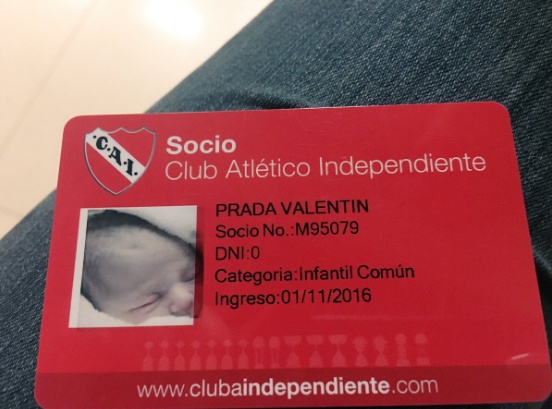 C.A.I.
Socio
Club Atlético Independiente
PRADA VALENTIN
Socio No.:M95079
DNI:0
Categoria:Infantil Común
Ingreso:01/11/2016
www.clubaindependiente.com